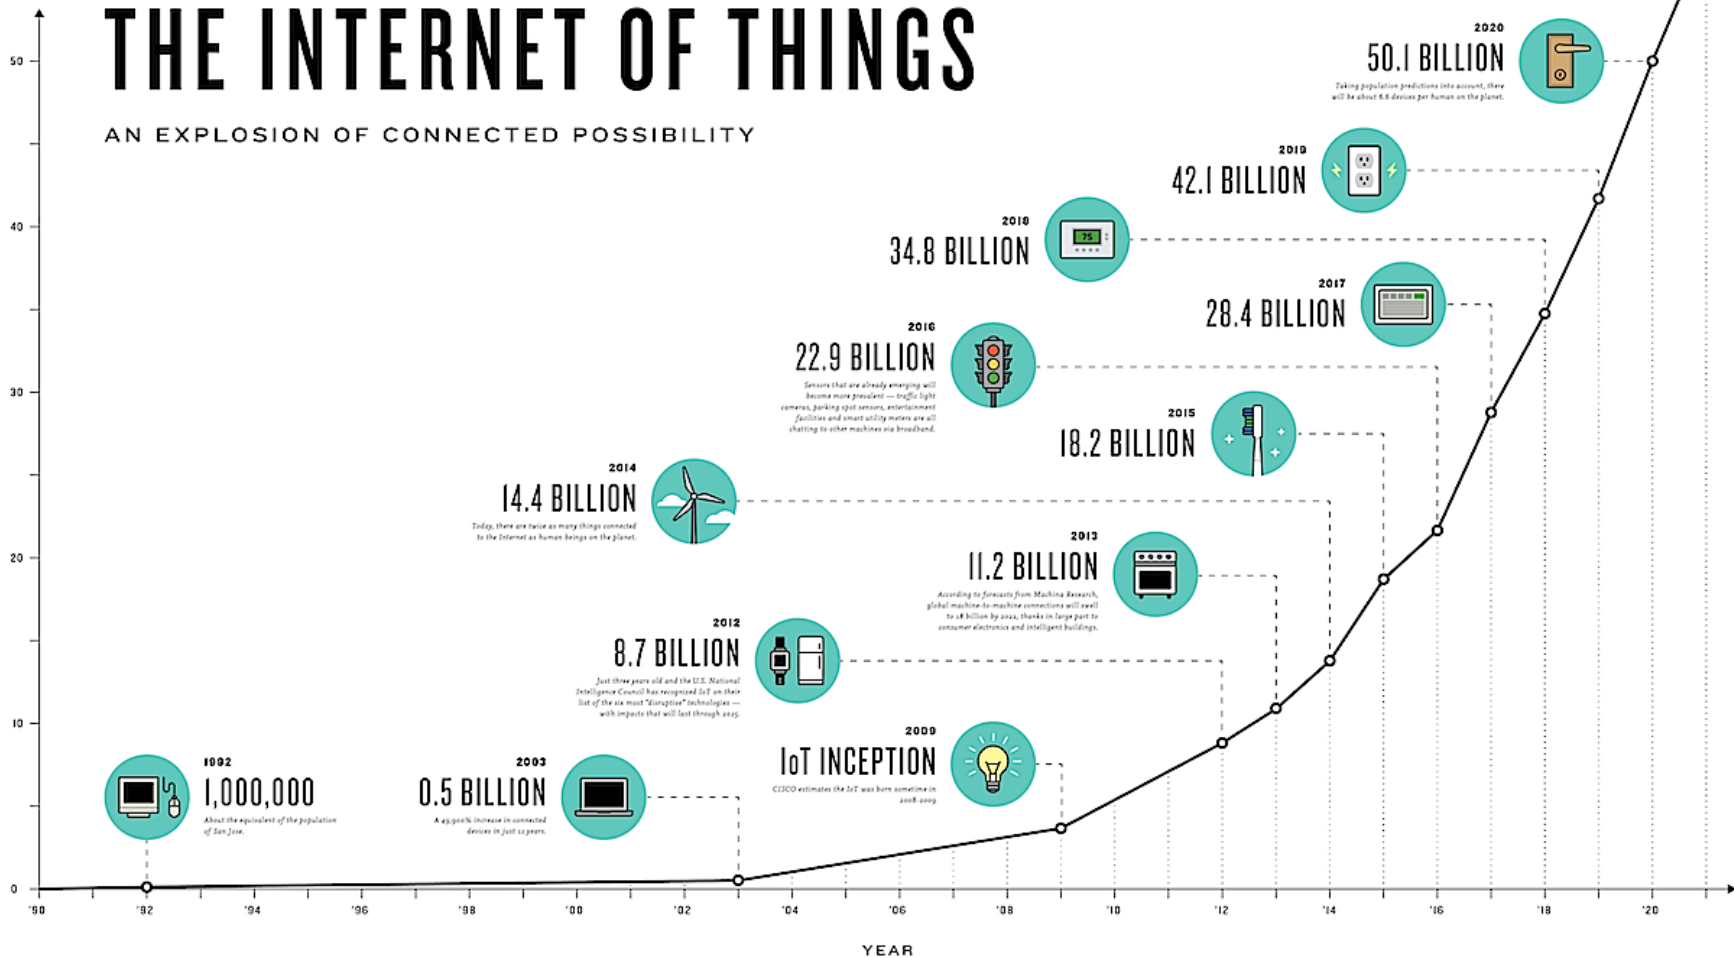 THE INTERNET OF THINGS
AN EXPLOSION OF CONNECTED POSSIBILITY
50
40
30
20
10
0
2020
50.1 BILLION
Taking population predictions into account, there
will be about 6.6 devices per human on the planet.
2019
42.1 BILLION
2018
34.8 BILLION
75
2017
28.4 BILLION
2016
22.9 BILLION
Sensors that are already emerging will
become more prevalent — traffic light
cameras, parking spot sensors, entertainment
facilities and smart utility meters are all
chatting to other machines via broadband.
2015
18.2 BILLION
2014
14.4 BILLION
Today, there are twice as many things connected
to the Internet as human beings on the planet.
2013
11.2 BILLION
According to forecasts from Machina Research,
global machine-to-machine connections will swell
to 18 billion by 2022, thanks in large part to
consumer electronics and intelligent buildings.
2012
8.7 BILLION
Just three years old and the U.S. National
Intelligence Council has recognized IoT on their
list of the six most "disruptive" technologies —
with impacts that will last through 2025.
2009
IoT INCEPTION
CISCO estimates the IoT was born sometime in
2008-2009
2003
0.5 BILLION
A 49,900% increase in connected
devices in just 11 years.
1992
1,000,000
About the equivalent of the population
of San Jose.
'90 '92 '94 '96 '98 '00 '02 '04 '06 '08 '10 '12 '14 '16 '18 '20
YEAR